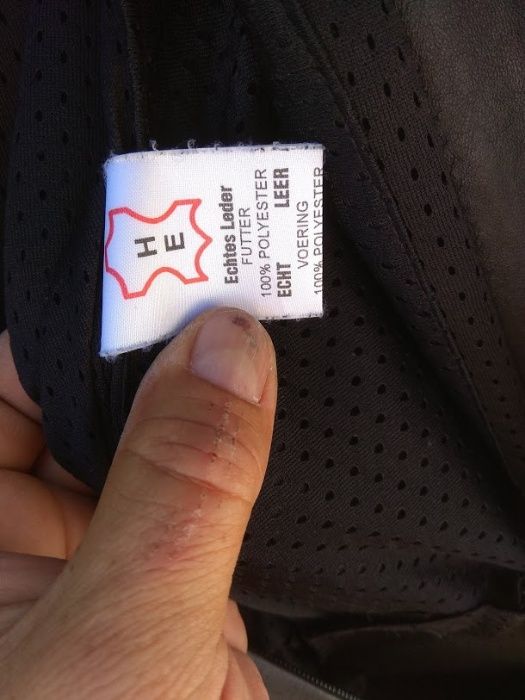 H
E
Echtes Leder
FUTTER
100% POLYESTER
ECHT LEER
VOERING
100% POLYESTER